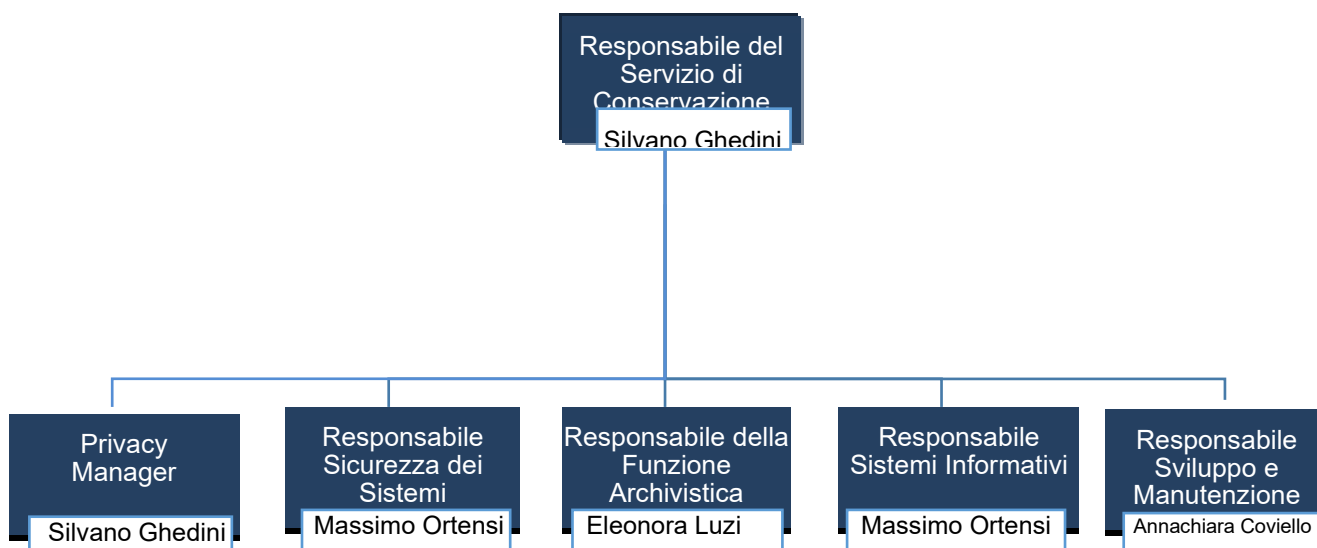 Responsabile del
Servizio di
Conservazione
Silvano Ghedini
Privacy
Manager
Silvano Ghedini
Responsabile
Sicurezza dei
Sistemi
Massimo Ortensi
Responsabile della
Funzione
Archivistica
Eleonora Luzi
Responsabile
Sistemi Informativi
Massimo Ortensi
Responsabile
Sviluppo e
Manutenzione
Annachiara Coviello